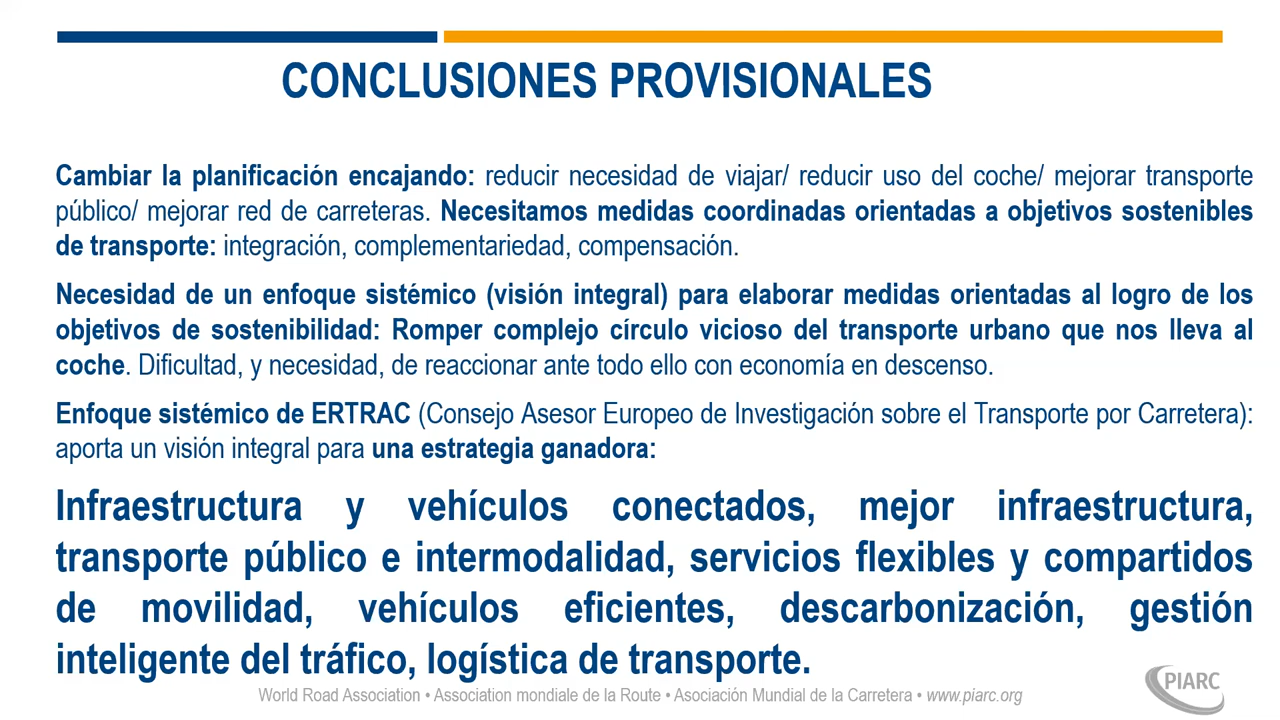 CONCLUSIONES PROVISIONALES
Cambiar la planificación encajando: reducir necesidad de viajar/ reducir uso del coche/ mejorar transporte
público/ mejorar red de carreteras. Necesitamos medidas coordinadas orientadas a objetivos sostenibles
de transporte: integración, complementariedad, compensación.
Necesidad de un enfoque sistémico (visión integral) para elaborar medidas orientadas al logro de los
objetivos de sostenibilidad: Romper complejo círculo vicioso del transporte urbano que nos lleva al
coche. Dificultad, y necesidad, de reaccionar ante todo ello con economía en descenso.
Enfoque sistémico de ERTRAC (Consejo Asesor Europeo de Investigación sobre el Transporte por Carretera):
aporta un visión integral para una estrategia ganadora:
Infraestructura y vehículos conectados, mejor infraestructura,
transporte público e intermodalidad, servicios flexibles y compartidos
de movilidad, vehículos eficientes, descarbonización, gestión
inteligente del tráfico, logística de transporte.
World Road Association • Association mondiale de la Route • Asociación Mundial de la Carretera • www.piarc.org
PIARC